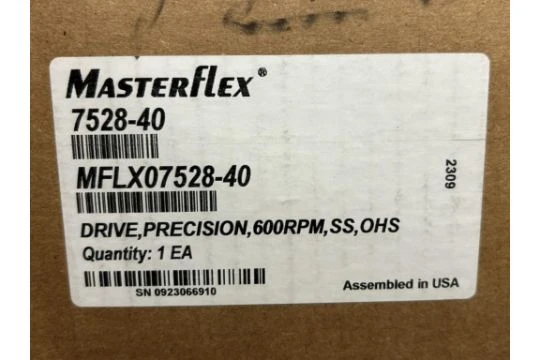 MASTERFLEX®
7528-40
MFLX07528-40
2309
DRIVE,PRECISION,600RPM,SS,OHS
Quantity: 1 EA
SN 0923066910
Assembled in USA